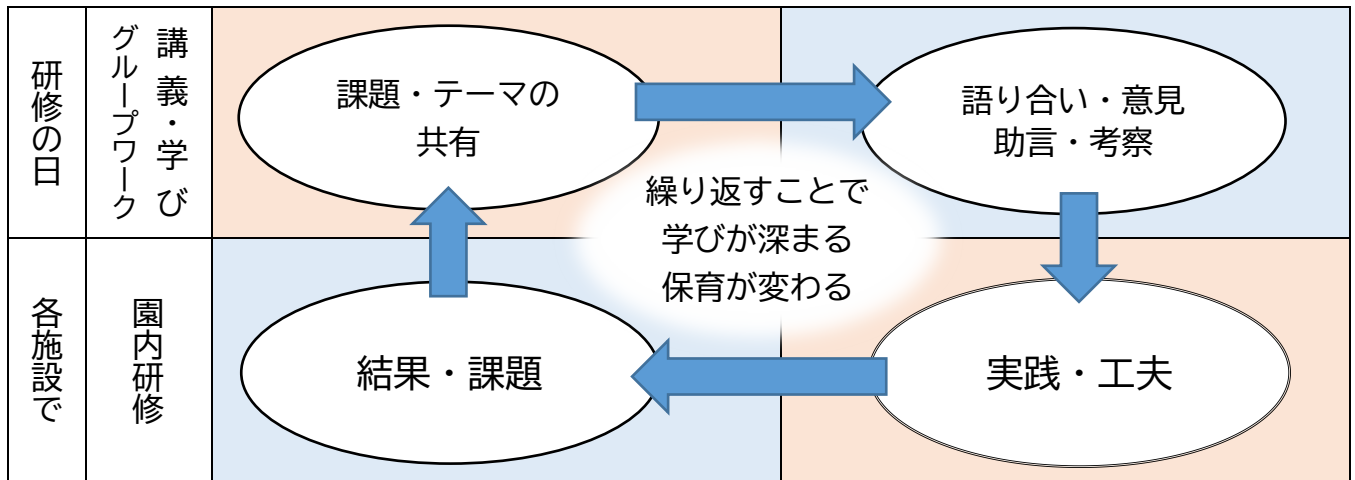 研修の日
講義・学び
グループワーク
課題・テーマの
共有
語り合い・意見
助言・考察
繰り返すことで
学びが深まる
保育が変わる
各施設で
園内研修
結果・課題
実践・工夫